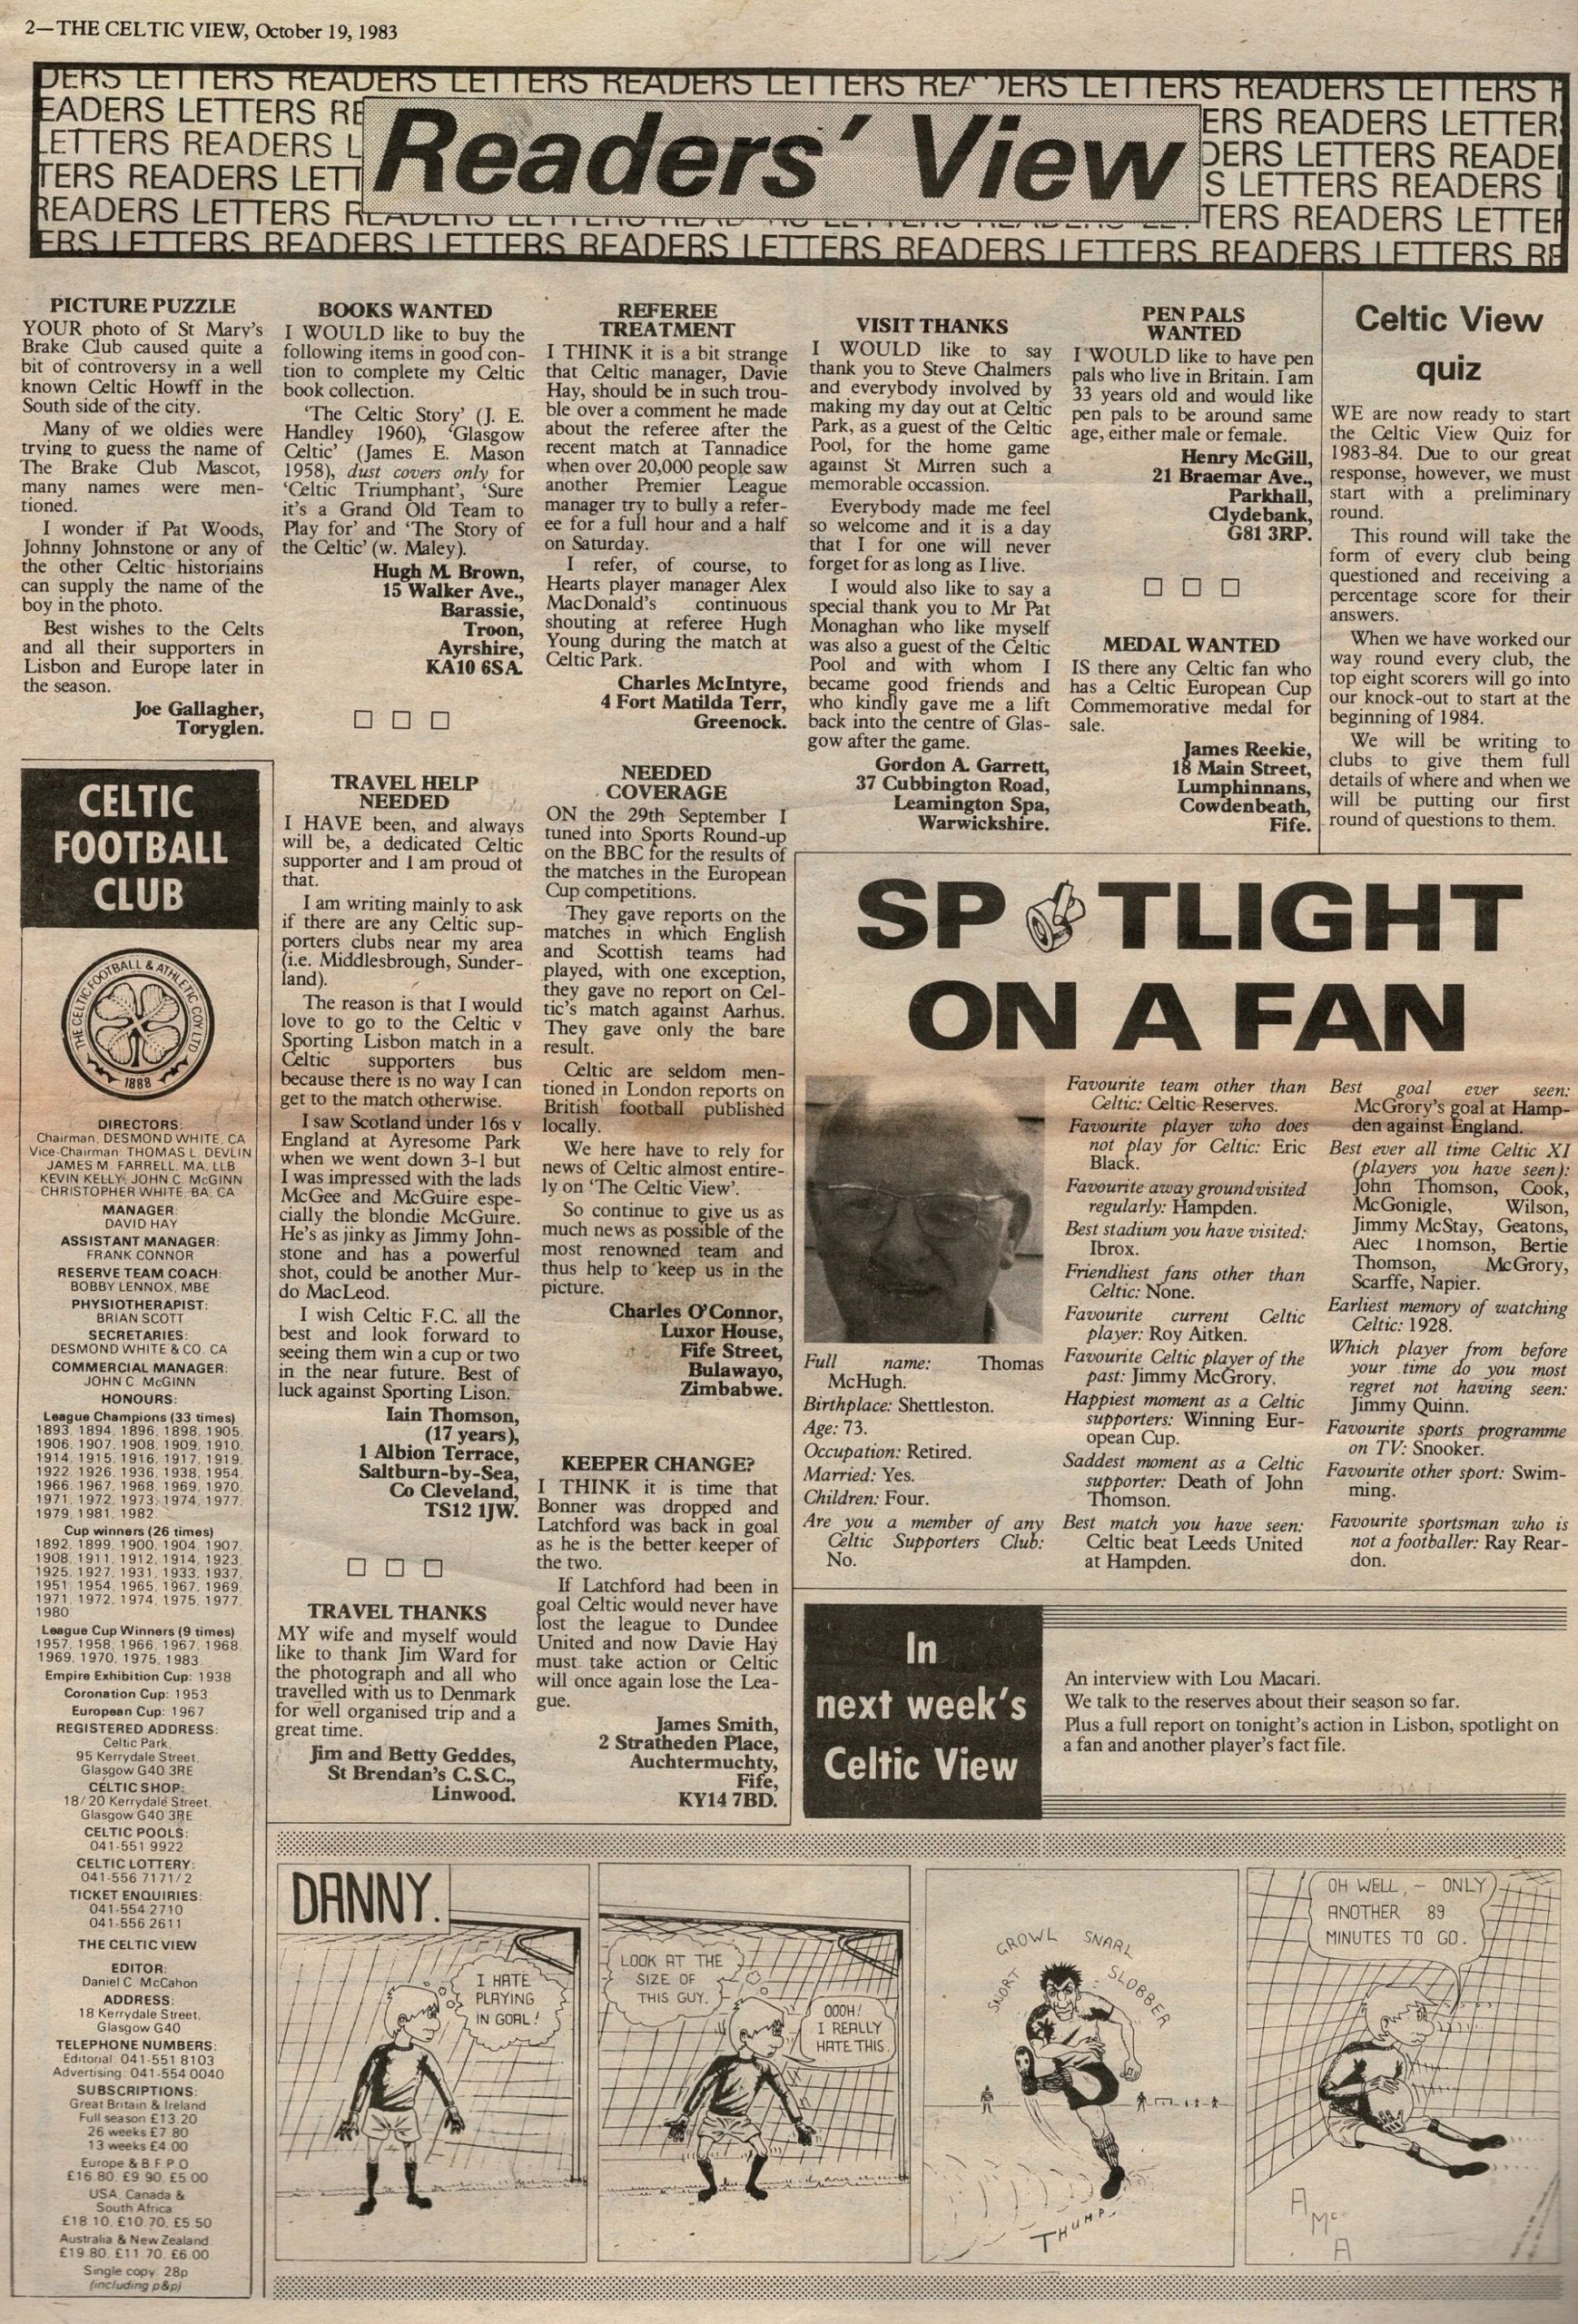 2—THE CELTIC VIEW, October 19, 1983
DERS LETTERS READERS LETTERS READERS LETTERS READERS LETTERS READERS LETTERS
EADERS LETTERS RE
LETTERS READERS L
TERS READERS LETT
READERS LETTERS
ERS READERS LETTER
DERS LETTERS READE
S LETTERS READERS
TERS READERS LETTER
ERS LETTERS READERS LETTERS READERS LETTERS READERS LETTERS READERS LETTERS RE
Readers' View
PICTURE PUZZLE
YOUR photo of St Mary's
Brake Club caused quite a
bit of controversy in a well
known Celtic Howff in the
South side of the city.
Many of we oldies were
trying to guess the name of
The Brake Club Mascot,
many names were men-
tioned.
I wonder if Pat Woods,
Johnny Johnstone or any of
the other Celtic historiains
can supply the name of the
boy in the photo.
Best wishes to the Celts
and all their supporters in
Lisbon and Europe later in
the season.
Joe Gallagher,
Toryglen.
CELTIC
FOOTBALL
CLUB
THE CELTIC FOOTBALL & ATHLETIC COY LTD
1888
DIRECTORS:
Chairman, DESMOND WHITE, CA
Vice-Chairman: THOMAS L. DEVLIN
JAMES M. FARRELL, MA, LLB
KEVIN KELLY, JOHN C. McGINN
CHRISTOPHER WHITE, BA, CA
MANAGER:
DAVID HAY
ASSISTANT MANAGER:
FRANK CONNOR
RESERVE TEAM COACH:
BOBBY LENNOX, MBE
PHYSIOTHERAPIST:
BRIAN SCOTT
SECRETARIES:
DESMOND WHITE & CO. CA
COMMERCIAL MANAGER:
JOHN C. McGINN
HONOURS:
League Champions (33 times)
1893, 1894, 1896, 1898, 1905,
1906, 1907, 1908, 1909, 1910,
1914, 1915, 1916, 1917, 1919,
1922, 1926, 1936, 1938, 1954,
1966, 1967, 1968, 1969, 1970,
1971, 1972, 1973, 1974, 1977,
1979, 1981, 1982.
Cup winners (26 times)
1892, 1899, 1900, 1904, 1907,
1908, 1911, 1912, 1914, 1923,
1925, 1927, 1931, 1933, 1937,
1951, 1954, 1965, 1967, 1969,
1971, 1972, 1974, 1975, 1977,
1980
League Cup Winners (9 times)
1957, 1958, 1966, 1967, 1968,
1969, 1970, 1975, 1983.
Empire Exhibition Cup: 1938
Coronation Cup: 1953
European Cup: 1967
REGISTERED ADDRESS:
Celtic Park,
95 Kerrydale Street,
Glasgow G40 3RE
CELTIC SHOP:
18/20 Kerrydale Street,
Glasgow G40 3RE
CELTIC POOLS:
041-551 9922
CELTIC LOTTERY:
041-556 7171/2
TICKET ENQUIRIES:
041-554 2710
041-556 2611
THE CELTIC VIEW
EDITOR:
Daniel C. McCahon
ADDRESS:
18 Kerrydale Street,
Glasgow G40
TELEPHONE NUMBERS:
Editorial: 041-551 8103
Advertising: 041-554 0040
SUBSCRIPTIONS:
Great Britain & Ireland
Full season £13.20
26 weeks £7.80
13 weeks £4.00
Europe & B.F.P.O.
£16.80, £9.90, £5.00
USA, Canada &
South Africa
£18.10, £10.70, £5.50
Australia & New Zealand
£19.80, £11.70, £6.00
Single copy: 28p
(including p&p)
BOOKS WANTED
I WOULD like to buy the
following items in good con-
tion to complete my Celtic
book collection.
'The Celtic Story' (J. E.
Handley 1960), 'Glasgow
Celtic' (James E. Mason
1958), dust covers only for
'Celtic Triumphant', 'Sure
it's a Grand Old Team to
Play for' and 'The Story of
the Celtic' (w. Maley).
Hugh M. Brown,
15 Walker Ave.,
Barassie,
Troon,
Ayrshire,
KA10 6SA.
TRAVEL HELP
NEEDED
I HAVE been, and always
will be, a dedicated Celtic
supporter and I am proud of
that.
I am writing mainly to ask
if there are any Celtic sup-
porters clubs near my area
(i.e. Middlesbrough, Sunder-
land).
The reason is that I would
love to go to the Celtic v
Sporting Lisbon match in a
Celtic supporters bus
because there is no way I can
get to the match otherwise.
I saw Scotland under 16s v
England at Ayresome Park
when we went down 3-1 but
I was impressed with the lads
McGee and McGuire espe-
cially the blondie McGuire.
He's as jinky as Jimmy John-
stone and has a powerful
shot, could be another Mur-
do MacLeod.
I wish Celtic F.C. all the
best and look forward to
seeing them win a cup or two
in the near future. Best of
luck against Sporting Lison.
Iain Thomson,
(17 years),
1 Albion Terrace,
Saltburn-by-Sea,
Co Cleveland,
TS12 1JW.
TRAVEL THANKS
MY wife and myself would
like to thank Jim Ward for
the photograph and all who
travelled with us to Denmark
for well organised trip and a
great time.
Jim and Betty Geddes,
St Brendan's C.S.C.,
Linwood.
REFEREE
TREATMENT
I THINK it is a bit strange
that Celtic manager, Davie
Hay, should be in such trou-
ble over a comment he made
about the referee after the
recent match at Tannadice
when over 20,000 people saw
another Premier League
manager try to bully a refer-
ee for a full hour and a half
on Saturday.
I refer, of course, to
Hearts player manager Alex
MacDonald's continuous
shouting at referee Hugh
Young during the match at
Celtic Park.
Charles McIntyre,
4 Fort Matilda Terr,
Greenock.
NEEDED
COVERAGE
ON the 29th September I
tuned into Sports Round-up
on the BBC for the results of
the matches in the European
Cup competitions.
They gave reports on the
matches in which English
and Scottish teams had
played, with one exception,
they gave no report on Cel-
tic's match against Aarhus.
They gave only the bare
result.
Celtic are seldom men-
tioned in London reports on
British football published
locally.
We here have to rely for
news of Celtic almost entire-
ly on 'The Celtic View'.
So continue to give us as
much news as possible of the
most renowned team and
thus help to keep us in the
picture.
Charles O'Connor,
Luxor House,
Fife Street,
Bulawayo,
Zimbabwe.
KEEPER CHANGE?
I THINK it is time that
Bonner was dropped and
Latchford was back in goal
as he is the better keeper of
the two.
If Latchford had been in
goal Celtic would never have
lost the league to Dundee
United and now Davie Hay
must take action or Celtic
will once again lose the Lea-
gue.
James Smith,
2 Stratheden Place,
Auchtermuchty,
Fife,
KY14 7BD.
VISIT THANKS
I WOULD like to say
thank you to Steve Chalmers
and everybody involved by
making my day out at Celtic
Park, as a guest of the Celtic
Pool, for the home game
against St Mirren such a
memorable occassion.
Everybody made me feel
so welcome and it is a day
that I for one will never
forget for as long as I live.
I would also like to say a
special thank you to Mr Pat
Monaghan who like myself
was also a guest of the Celtic
Pool and with whom I
became good friends and
who kindly gave me a lift
back into the centre of Glas-
gow after the game.
Gordon A. Garrett,
37 Cubbington Road,
Leamington Spa,
Warwickshire.
PEN PALS
WANTED
I WOULD like to have pen
pals who live in Britain. I am
33 years old and would like
pen pals to be around same
age, either male or female.
Henry McGill,
21 Braemar Ave.,
Parkhall,
Clydebank,
G81 3RP.
MEDAL WANTED
IS there any Celtic fan who
has a Celtic European Cup
Commemorative medal for
sale.
James Reekie,
18 Main Street,
Lumphinnans,
Cowdenbeath,
Fife.
Celtic View
quiz
WE are now ready to start
the Celtic View Quiz for
1983-84. Due to our great
response, however, we must
start with a preliminary
round.
This round will take the
form of every club being
questioned and receiving a
percentage score for their
answers.
When we have worked our
way round every club, the
top eight scorers will go into
our knock-out to start at the
beginning of 1984.
We will be writing to
clubs to give them full
details of where and when we
will be putting our first
round of questions to them.
SPOTLIGHT
ON A FAN
Full name: Thomas
McHugh.
Birthplace: Shettleston.
Age: 73.
Occupation: Retired.
Married: Yes.
Children: Four.
Are you a member of any
Celtic Supporters Club:
No.
Favourite team other than
Celtic: Celtic Reserves.
Favourite player who does
not play for Celtic: Eric
Black.
Favourite away ground visited
regularly: Hampden.
Best stadium you have visited:
Ibrox.
Friendliest fans other than
Celtic: None.
Favourite current Celtic
player: Roy Aitken.
Favourite Celtic player of the
past: Jimmy McGrory.
Happiest moment as a Celtic
supporters: Winning Eur-
opean Cup.
Saddest moment as a Celtic
supporter: Death of John
Thomson.
Best match you have seen:
Celtic beat Leeds United
at Hampden.
Best goal ever seen:
McGrory's goal at Hamp-
den against England.
Best ever all time Celtic XI
(players you have seen):
John Thomson, Cook,
McGonigle, Wilson,
Jimmy McStay, Geatons,
Alec Thomson, Bertie
Thomson, McGrory,
Scarffe, Napier.
Earliest memory of watching
Celtic: 1928.
Which player from before
your time do you most
regret not having seen:
Jimmy Quinn.
Favourite sports programme
on TV: Snooker.
Favourite other sport: Swim-
ming.
Favourite sportsman who is
not a footballer: Ray Rear-
don.
In
next week's
Celtic View
An interview with Lou Macari.
We talk to the reserves about their season so far.
Plus a full report on tonight's action in Lisbon, spotlight on
a fan and another player's fact file.
DANNY.
I HATE
PLAYING
IN GOAL!
LOOK AT THE
SIZE OF
THIS GUY.
OOOH!
I REALLY
HATE THIS.
SNORT GROWL SNARL SLOBBER
THUMP.
OH WELL, - ONLY
ANOTHER 89
MINUTES TO GO.
A
Mc
A